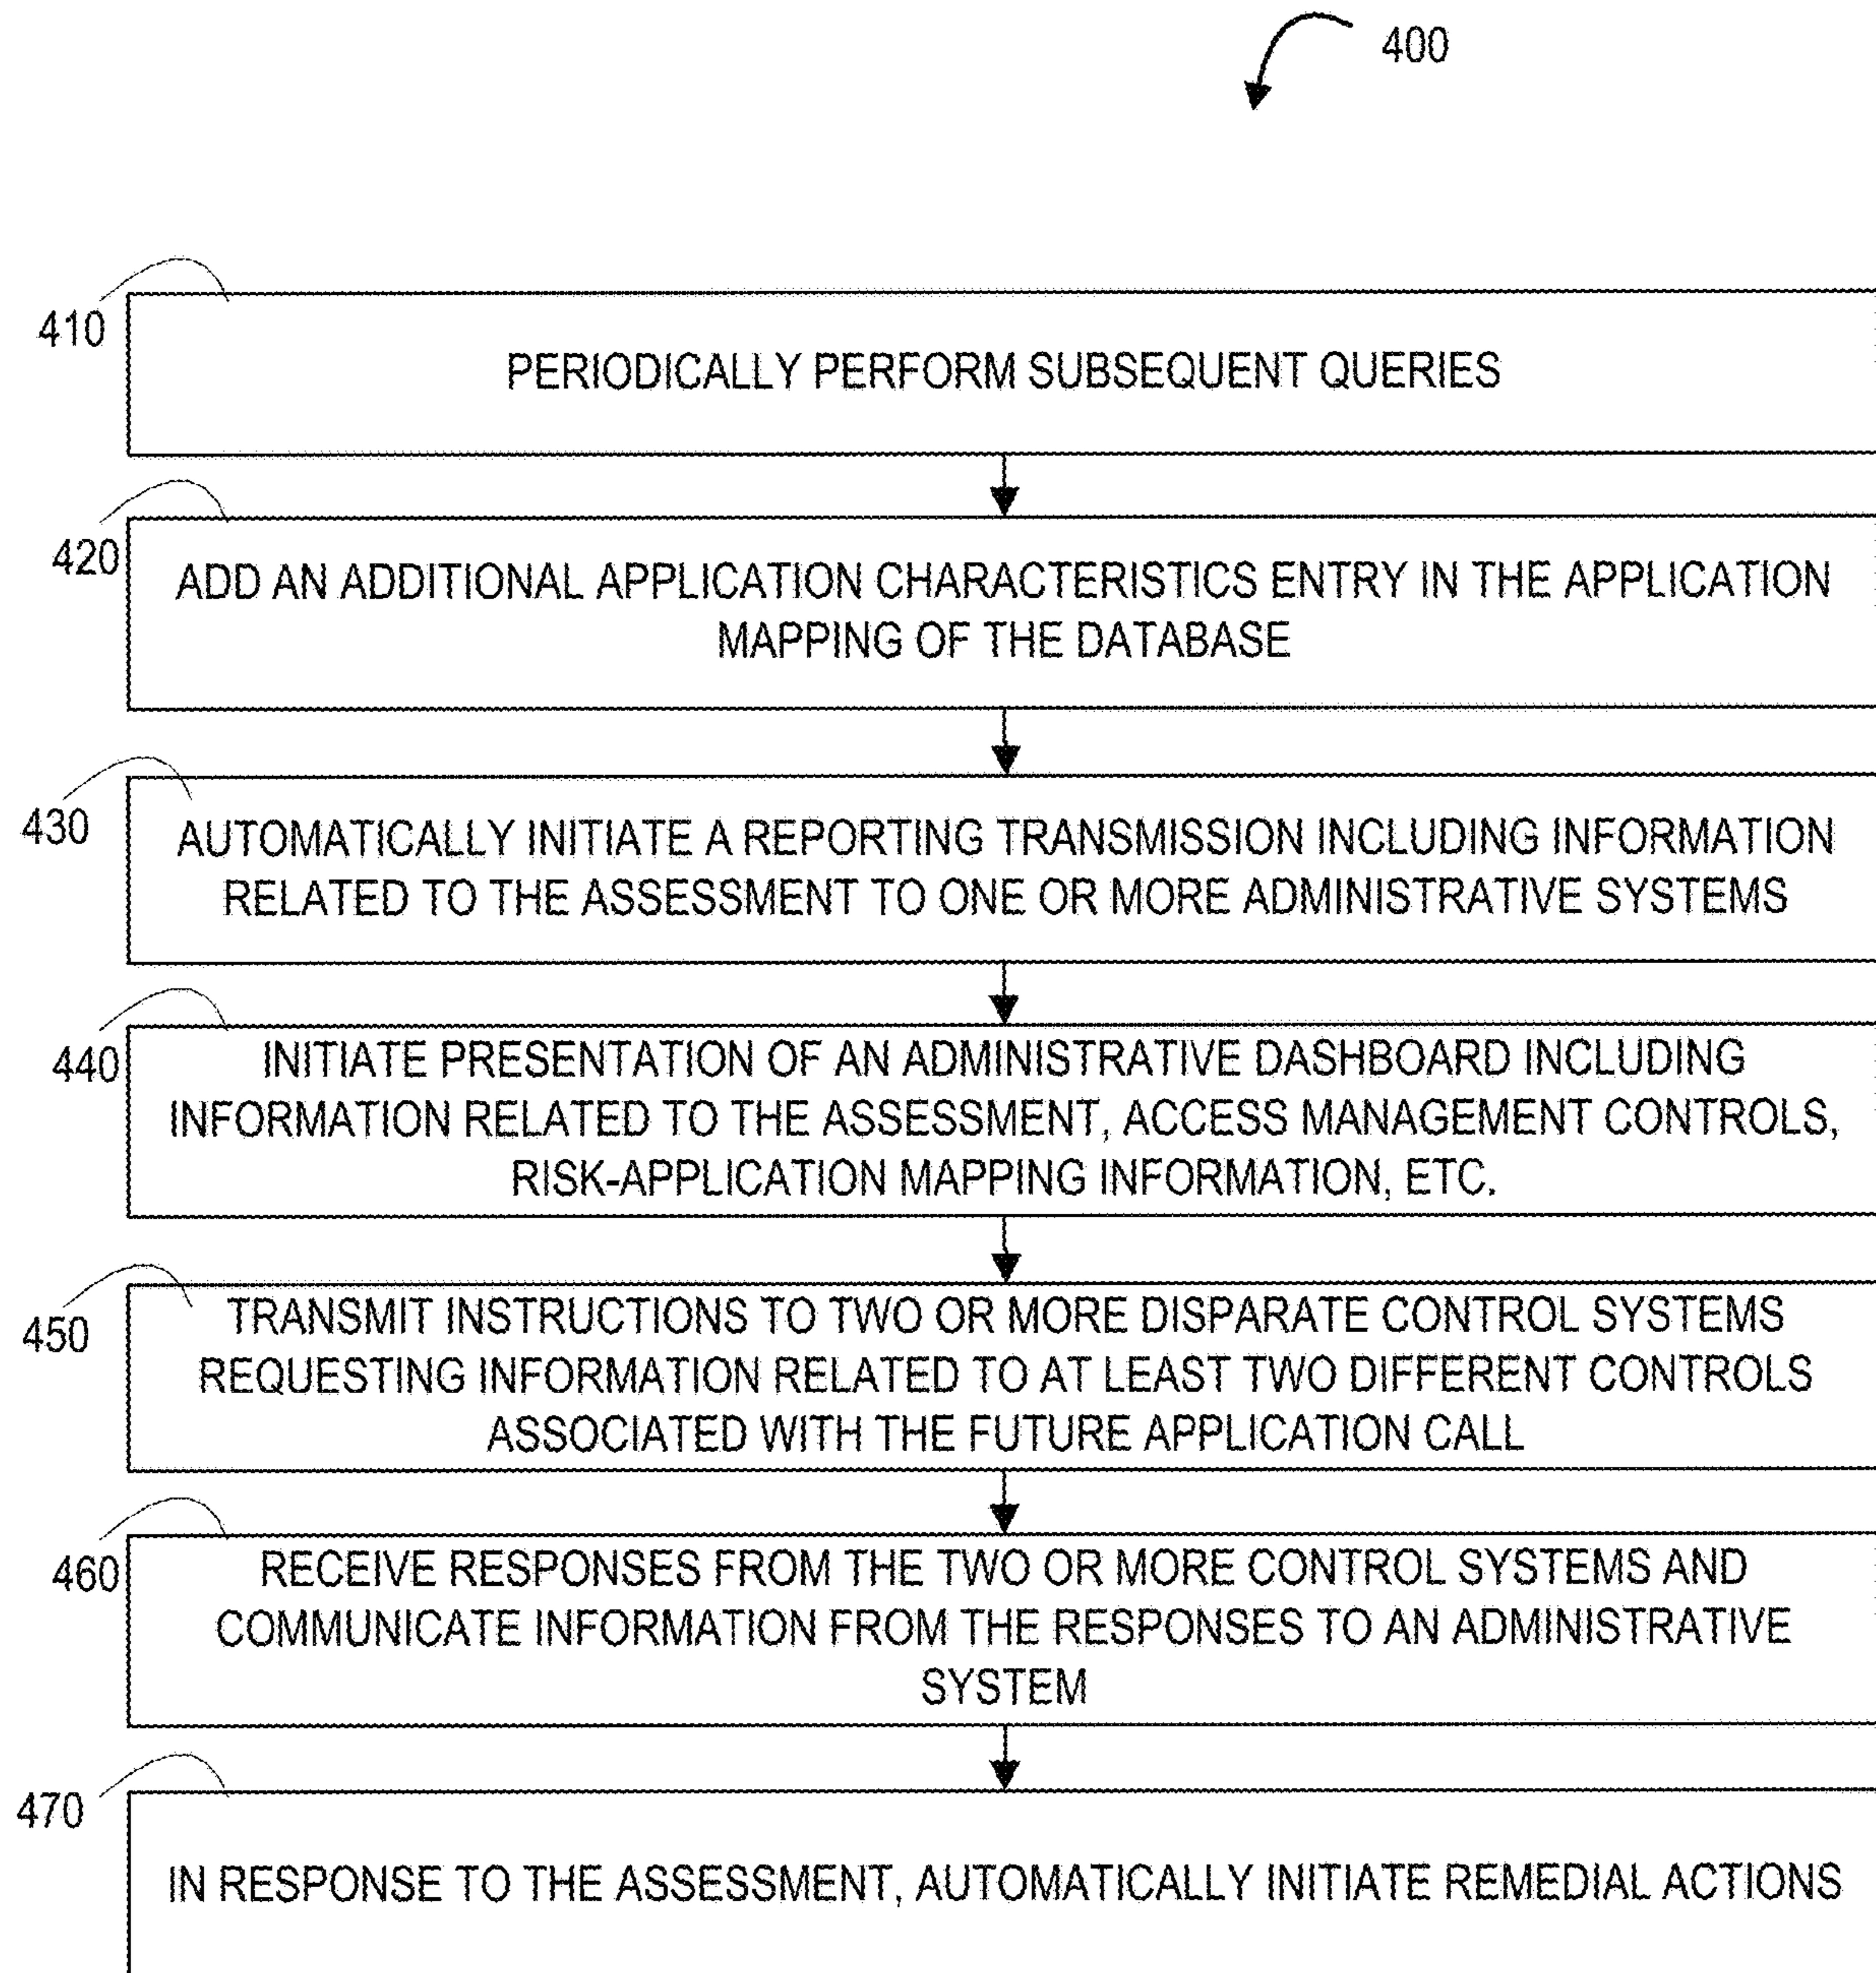 400
410
PERIODICALLY PERFORM SUBSEQUENT QUERIES
420
ADD AN ADDITIONAL APPLICATION CHARACTERISTICS ENTRY IN THE APPLICATION
MAPPING OF THE DATABASE
430
AUTOMATICALLY INITIATE A REPORTING TRANSMISSION INCLUDING INFORMATION
RELATED TO THE ASSESSMENT TO ONE OR MORE ADMINISTRATIVE SYSTEMS
440
INITIATE PRESENTATION OF AN ADMINISTRATIVE DASHBOARD INCLUDING
INFORMATION RELATED TO THE ASSESSMENT, ACCESS MANAGEMENT CONTROLS,
RISK-APPLICATION MAPPING INFORMATION, ETC.
450
TRANSMIT INSTRUCTIONS TO TWO OR MORE DISPARATE CONTROL SYSTEMS
REQUESTING INFORMATION RELATED TO AT LEAST TWO DIFFERENT CONTROLS
ASSOCIATED WITH THE FUTURE APPLICATION CALL
460
RECEIVE RESPONSES FROM THE TWO OR MORE CONTROL SYSTEMS AND
COMMUNICATE INFORMATION FROM THE RESPONSES TO AN ADMINISTRATIVE
SYSTEM
470
IN RESPONSE TO THE ASSESSMENT, AUTOMATICALLY INITIATE REMEDIAL ACTIONS